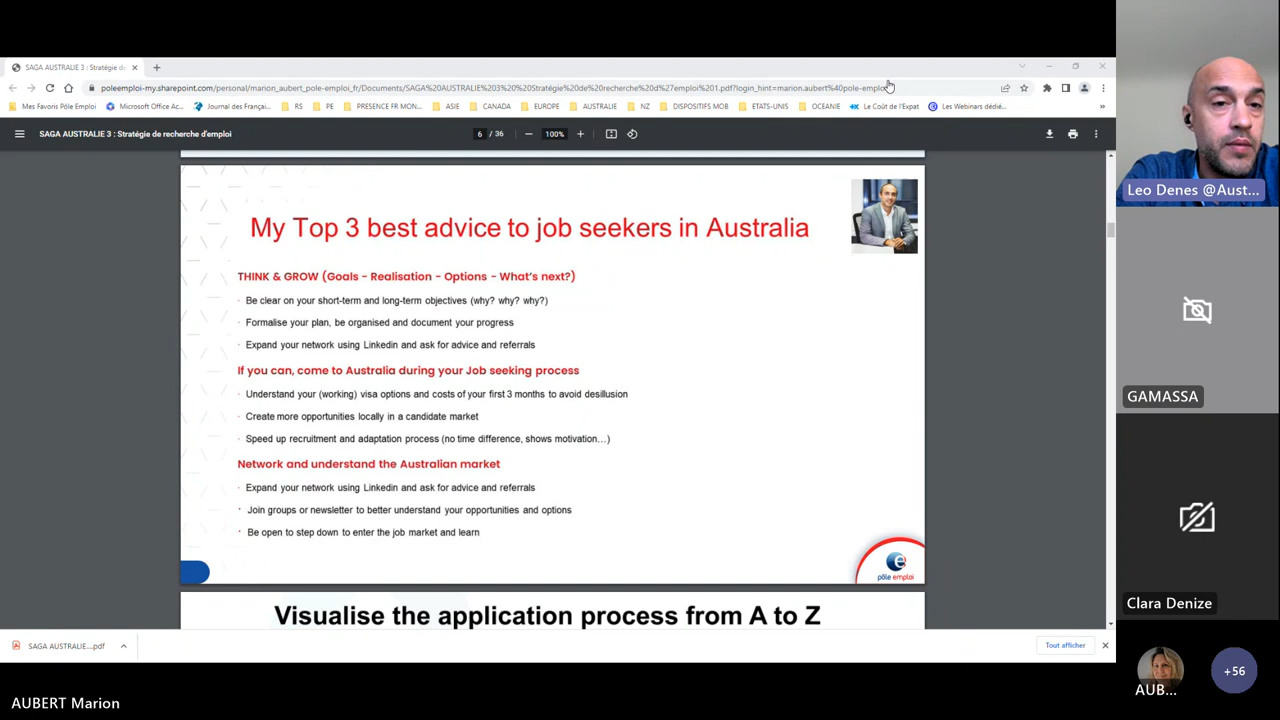 SAGA AUSTRALIE 3 : Stratégie de
poleemploi-my.sharepoint.com/personal/marion_aubert_pole-emploi_fr/Documents/SAGA%20AUSTRALIE%203%20%20Stratégie%20de%20recherche%20d%27emploi%201.pdf?login_hint=marion.aubert%40pole-emploi
Mes Favoris Pôle Emploi
Microsoft Office Ac...
Journal des Françai...
RS
PE
PRESENCE FR MON...
ASIE
CANADA
EUROPE
AUSTRALIE
NZ
DISPOSITIFS MOB
ETATS-UNIS
OCEANIE
Le Coût de l'Expat
Les Webinars dédié...
»
SAGA AUSTRALIE 3 : Stratégie de recherche d'emploi
6 / 36
100%
My Top 3 best advice to job seekers in Australia
THINK & GROW (Goals - Realisation - Options - What's next?)
· Be clear on your short-term and long-term objectives (why? why? why?)
· Formalise your plan, be organised and document your progress
· Expand your network using Linkedin and ask for advice and referrals
If you can, come to Australia during your Job seeking process
· Understand your (working) visa options and costs of your first 3 months to avoid desillusion
· Create more opportunities locally in a candidate market
· Speed up recruitment and adaptation process (no time difference, shows motivation...)
Network and understand the Australian market
· Expand your network using Linkedin and ask for advice and referrals
· Join groups or newsletter to better understand your opportunities and options
· Be open to step down to enter the job market and learn
pôle emploi
Visualise the application process from A to Z
SAGA AUSTRALIE....pdf
Tout afficher
AUBERT Marion
Leo Denes @Aust...
GAMASSA
Clara Denize
AUB...
+56